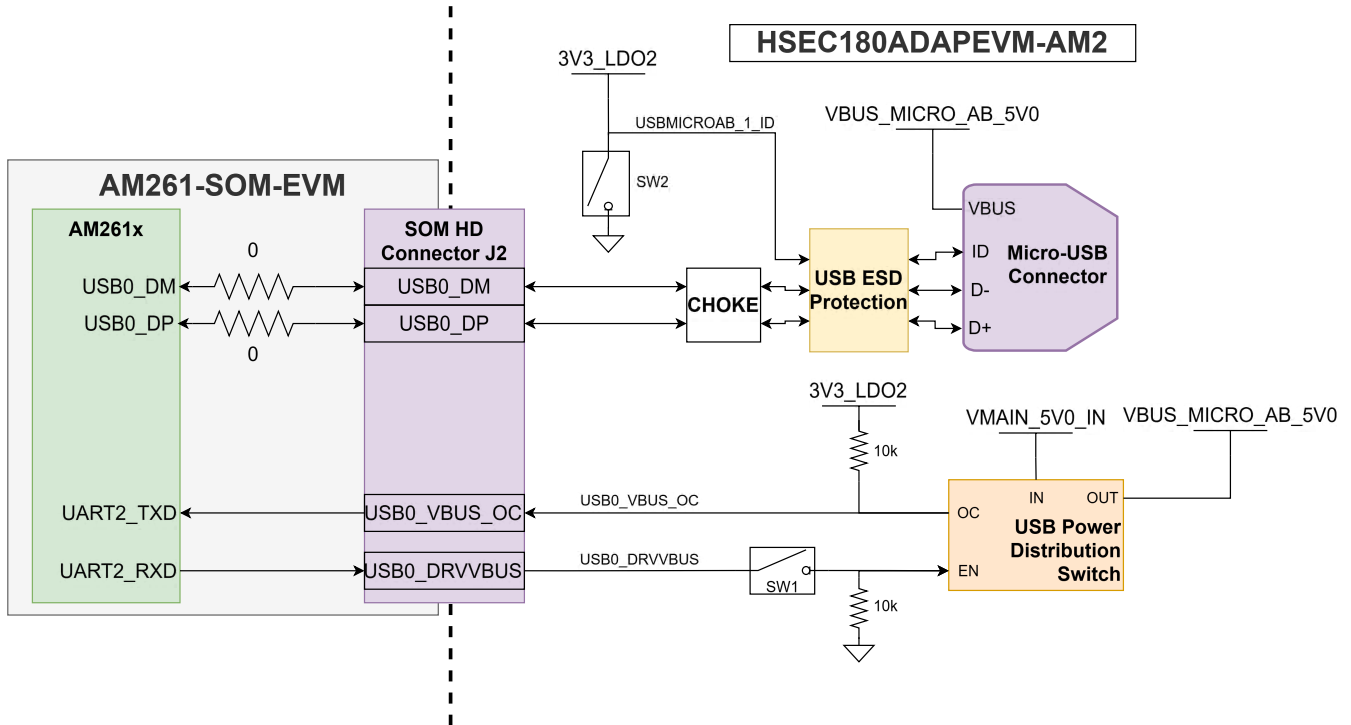 HSEC180ADAPEVM-AM2
3V3_LDO2
USBMICROAB_1_ID
SW2
VBUS_MICRO_AB_5V0
AM261-SOM-EVM
AM261x
SOM HD
Connector J2
0
USB0_DM
USB0_DM
USB0_DP
USB0_DP
0
CHOKE
USB ESD
Protection
VBUS
ID
D-
D+
Micro-USB
Connector
3V3_LDO2
10k
VMAIN_5V0_IN
VBUS_MICRO_AB_5V0
UART2_TXD
USB0_VBUS_OC
USB0_VBUS_OC
OC
IN
OUT
USB Power
Distribution
Switch
EN
UART2_RXD
USB0_DRVVBUS
USB0_DRVVBUS
SW1
10k